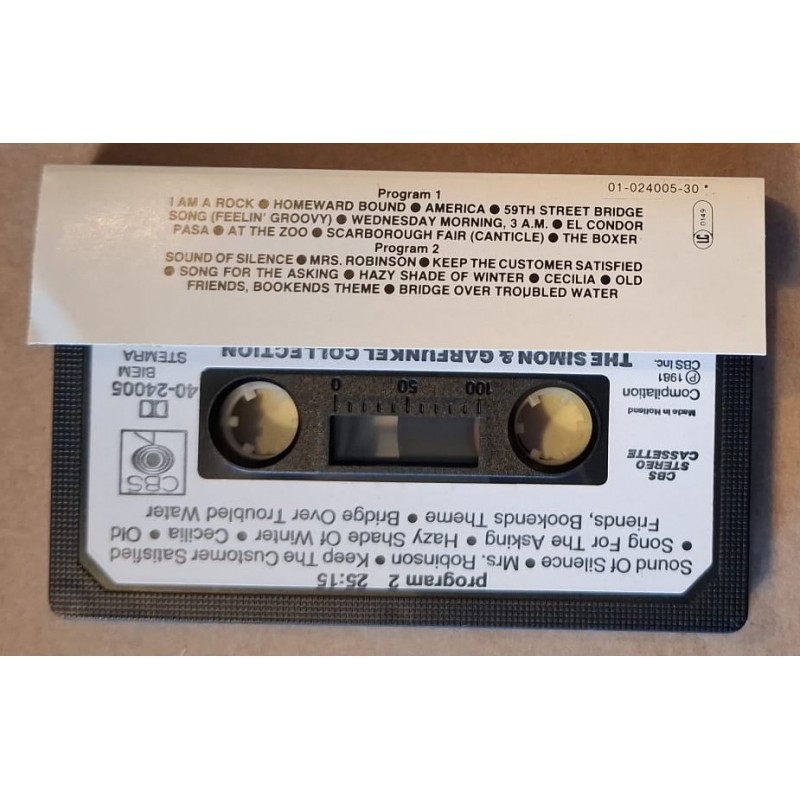 01-024005-30
Program 1
I AM A ROCK ● HOMEWARD BOUND ● AMERICA ● 59TH STREET BRIDGE
SONG (FEELIN' GROOVY) ● WEDNESDAY MORNING, 3 A.M. ● EL CONDOR
PASA ● AT THE ZOO ● SCARBOROUGH FAIR (CANTICLE) ● THE BOXER
Program 2
SOUND OF SILENCE ● MRS. ROBINSON ● KEEP THE CUSTOMER SATISFIED
● SONG FOR THE ASKING ● HAZY SHADE OF WINTER ● CECILIA ● OLD
FRIENDS, BOOKENDS THEME ● BRIDGE OVER TROUBLED WATER
LC 0149
program 2 25:15
Sound Of Silence ● Mrs. Robinson ● Keep The Customer Satisfied
● Song For The Asking ● Hazy Shade Of Winter ● Cecilia ● Old
Friends, Bookends Theme ● Bridge Over Troubled Water
CBS
STEREO
CASSETTE
CBS
Made in Holland
Compilation
℗ 1981
CBS Inc.
100 50 0
40-24005
BIEM
STEMRA
THE SIMON & GARFUNKEL COLLECTION